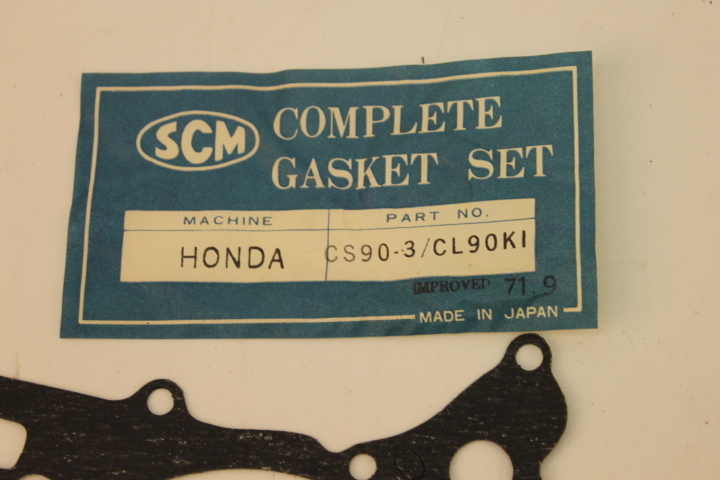 SCM
COMPLETE
GASKET SET
MACHINE PART NO.
HONDA CS90-3/CL90KI
IMPROVED 71.9
MADE IN JAPAN